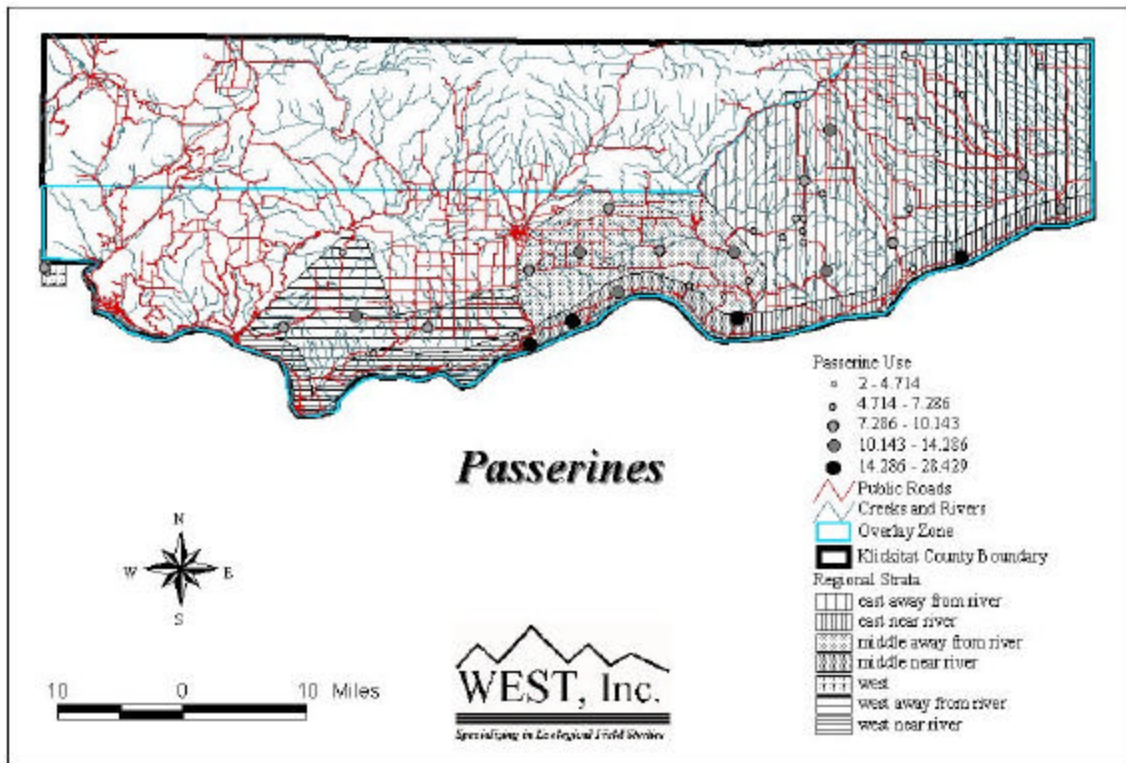 Passerines
N
W E
S
10 0 10 Miles
WEST, Inc.
Specializing in Ecological Field Studies
Passerine Use
2 - 4.714
4.714 - 7.286
7.286 - 10.143
10.143 - 14.286
14.286 - 28.429
Public Roads
Creeks and Rivers
Overlay Zone
Klickitat County Boundary
Regional Strata
east away from river
east near river
middle away from river
middle near river
west
west away from river
west near river